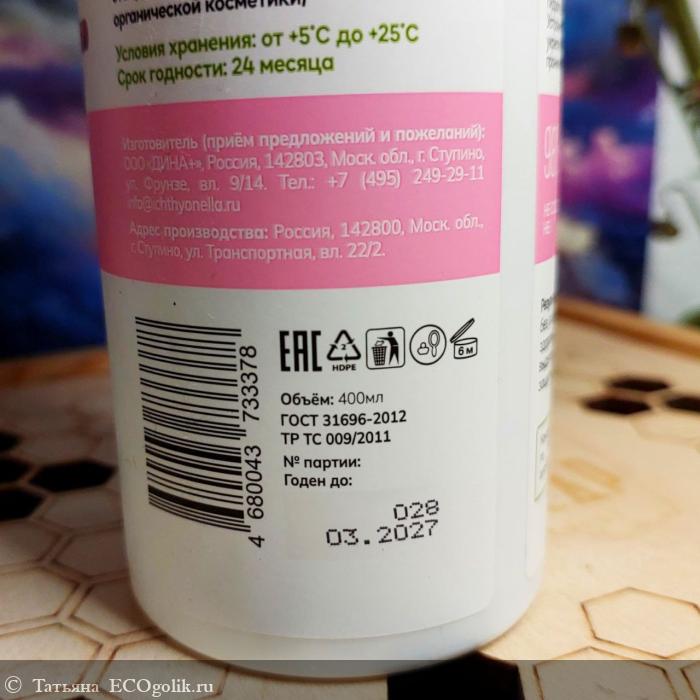 органической косметики)
Условия хранения: от +5°C до +25°C
Срок годности: 24 месяца
Изготовитель (приём предложений и пожеланий):
ООО «ДИНА+», Россия, 142803, Моск. обл., г. Ступино,
ул. Фрунзе, вл. 9/14. Тел.: +7 (495) 249-29-11
info@ichthyonella.ru
Адрес производства: Россия, 142800, Моск. обл.,
г. Ступино, ул. Транспортная, вл. 22/2.
EAC
2
HDPE
6 м
Объём: 400мл
ГОСТ 31696-2012
ТР ТС 009/2011
№ партии:
Годен до:
028
03.2027
4 680043 733378
© Татьяна ECOgolik.ru